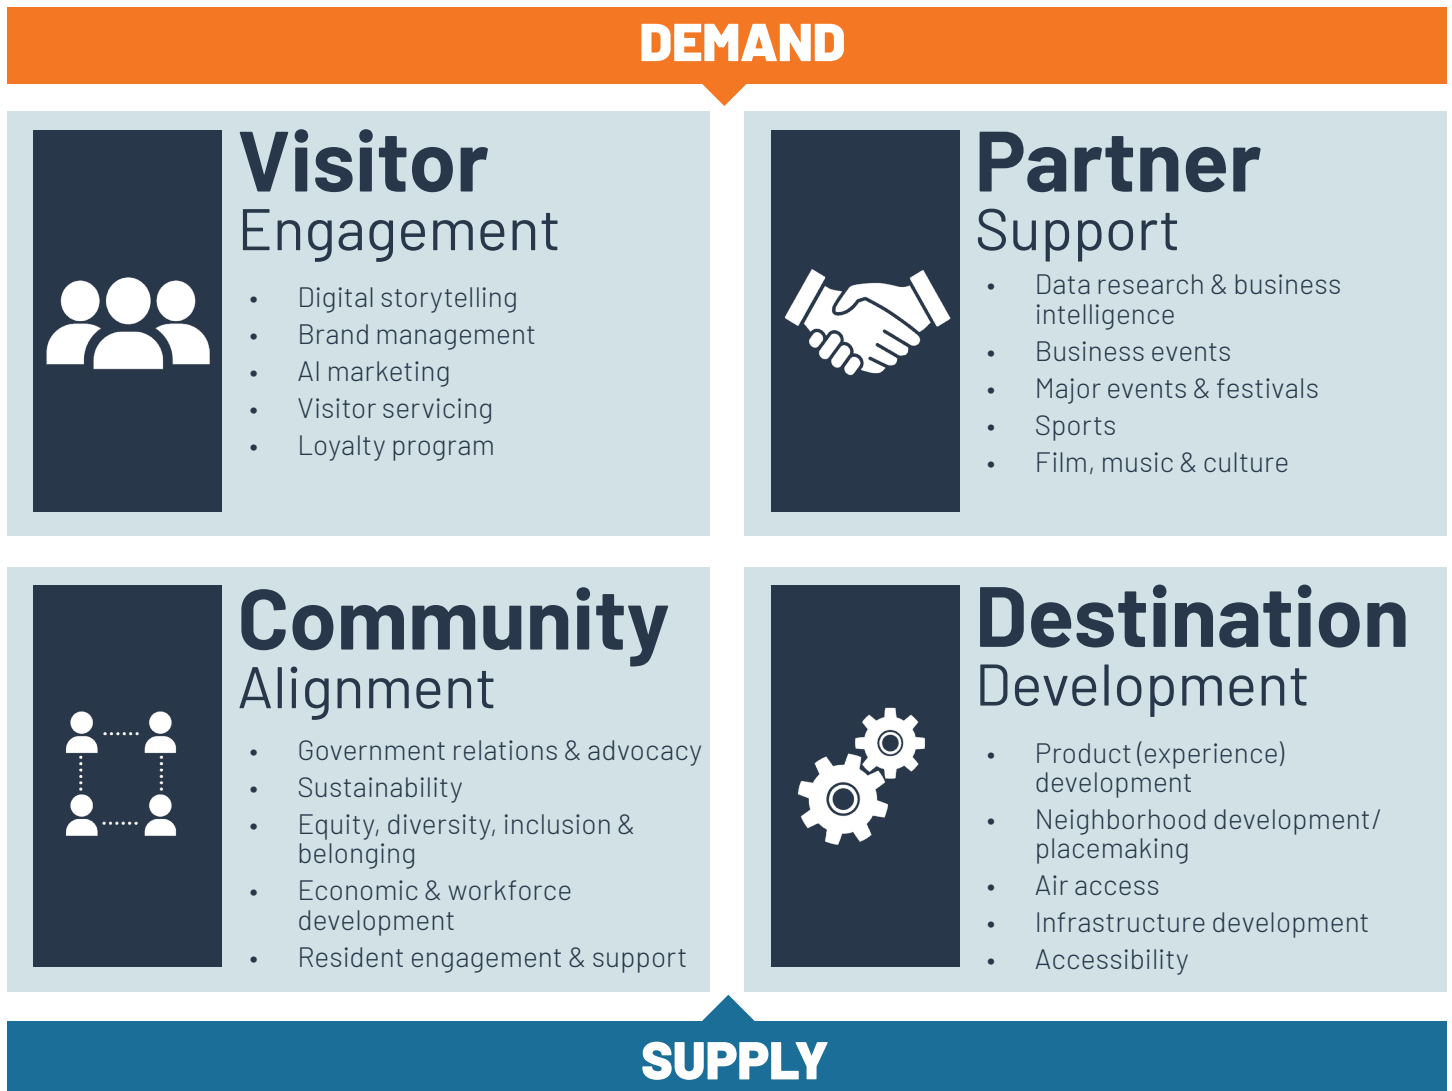 DEMAND
Visitor
Engagement
• Digital storytelling
• Brand management
• AI marketing
• Visitor servicing
• Loyalty program
Partner
Support
• Data research & business
intelligence
• Business events
• Major events & festivals
• Sports
• Film, music & culture
Community
Alignment
• Government relations & advocacy
• Sustainability
• Equity, diversity, inclusion &
belonging
• Economic & workforce
development
• Resident engagement & support
Destination
Development
• Product (experience)
development
• Neighborhood development/
placemaking
• Air access
• Infrastructure development
• Accessibility
SUPPLY